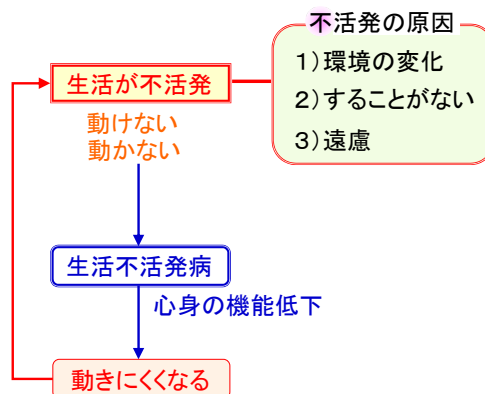 不活発の原因
1)環境の変化
2)することがない
3)遠慮
生活が不活発
動けない
動かない
生活不活発病
心身の機能低下
動きにくくなる